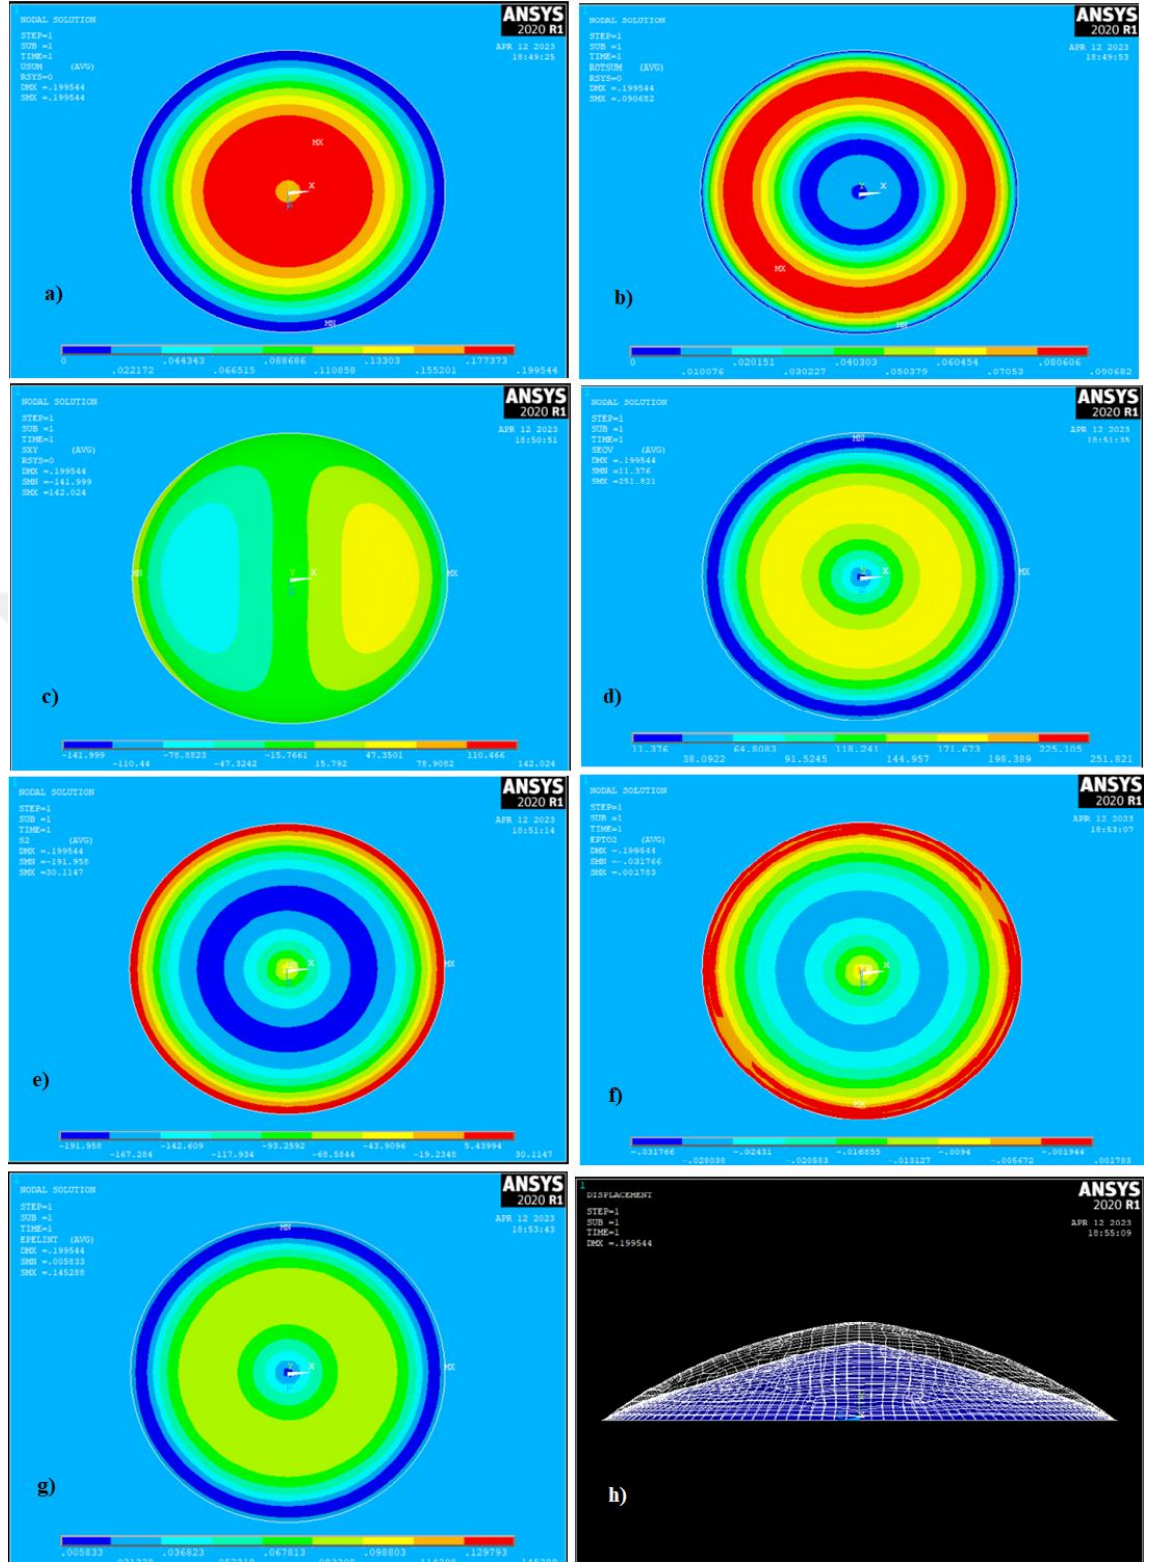 1
NODAL SOLUTION
STEP=1
SUB =1
TIME=1
USUM (AVG)
RSYS=0
DMX =.199544
SMX =.199544
ANSYS
2020 R1
APR 12 2023
18:49:25
MX
Y
X
Z
MN
a)
0 .044343 .088686 .13303 .177373
.022172 .066515 .110858 .155201 .199544
1
NODAL SOLUTION
STEP=1
SUB =1
TIME=1
ROTSUM (AVG)
RSYS=0
DMX =.199544
SMX =.090682
ANSYS
2020 R1
APR 12 2023
18:49:53
Y
X
MX
MN
b)
0 .020151 .040303 .060454 .080606
.010076 .030227 .050379 .07053 .090682
1
NODAL SOLUTION
STEP=1
SUB =1
TIME=1
SXY (AVG)
RSYS=0
DMX =.199544
SMN =-141.999
SMX =142.024
ANSYS
2020 R1
APR 12 2023
18:50:51
MN
Y
X
Z
MX
c)
-141.999 -78.8823 -15.7661 47.3501 110.466
-110.44 -47.3242 15.792 78.9082 142.024
NODAL SOLUTION
STEP=1
SUB =1
TIME=1
SEQV (AVG)
DMX =.199544
SMN =11.376
SMX =251.821
ANSYS
2020 R1
APR 12 2023
18:51:35
MN
X
MX
d)
11.376 64.8083 118.241 171.673 225.105
38.0922 91.5245 144.957 198.389 251.821
1
NODAL SOLUTION
STEP=1
SUB =1
TIME=1
S2 (AVG)
DMX =.199544
SMN =-191.958
SMX =30.1147
ANSYS
2020 R1
APR 12 2023
18:51:14
X
MX
e)
-191.958 -142.609 -93.2592 -43.9096 5.43994
-167.284 -117.934 -68.5844 -19.2348 30.1147
1
NODAL SOLUTION
STEP=1
SUB =1
TIME=1
EPTO2 (AVG)
DMX =.199544
SMN =-.031766
SMX =.001783
ANSYS
2020 R1
APR 12 2023
18:53:07
X
MX
f)
-.031766 -.02431 -.016855 -.0094 -.001944
-.028038 -.020583 -.013127 -.005672 .001783
1
NODAL SOLUTION
STEP=1
SUB =1
TIME=1
EPELINT (AVG)
DMX =.199544
SMN =.005833
SMX =.145288
ANSYS
2020 R1
APR 12 2023
18:53:43
MN
Y
X
MX
g)
.005833 .036823 .067813 .098803 .129793
1
DISPLACEMENT
STEP=1
SUB =1
TIME=1
DMX =.199544
ANSYS
2020 R1
APR 12 2023
18:55:09
h)